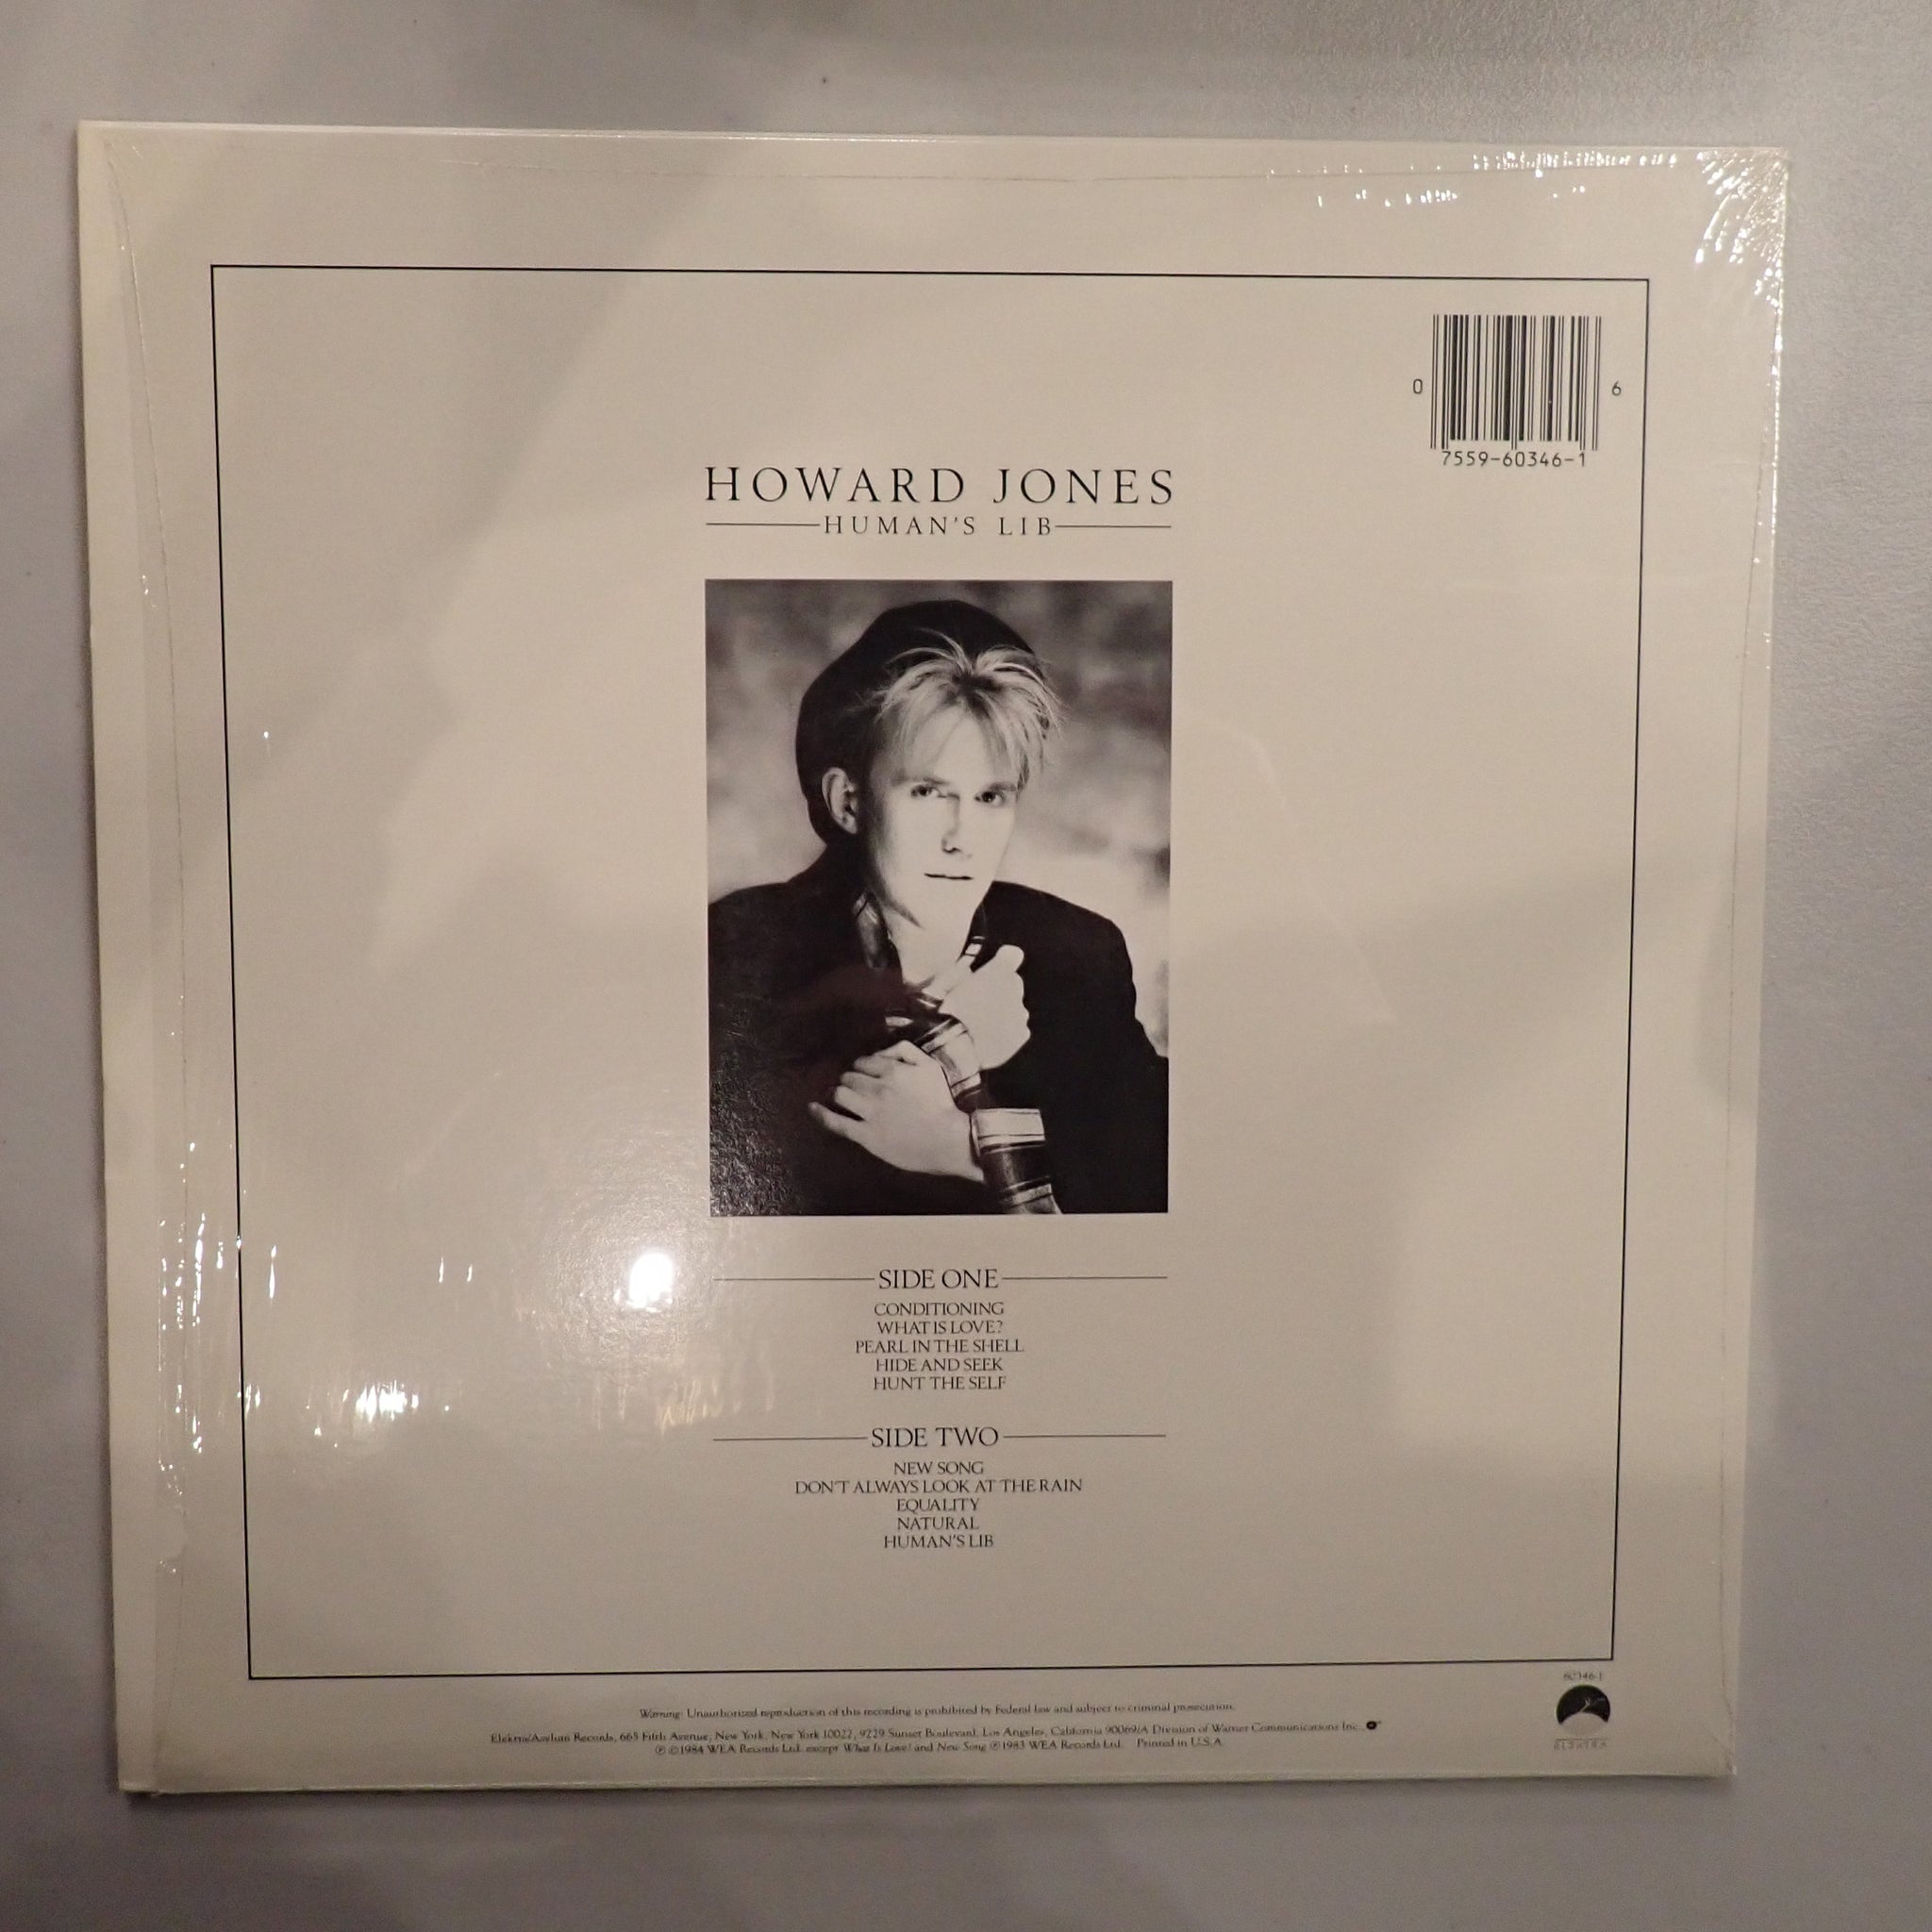 0
6
7559-60346-1
HOWARD JONES
HUMAN'S LIB
SIDE ONE
CONDITIONING
WHAT IS LOVE?
PEARL IN THE SHELL
HIDE AND SEEK
HUNT THE SELF
SIDE TWO
NEW SONG
DON'T ALWAYS LOOK AT THE RAIN
EQUALITY
NATURAL
HUMAN'S LIB
60346-1
ELEKTRA
Warning: Unauthorized reproduction of this recording is prohibited by Federal law and subject to criminal prosecution.
Elektra/Asylum Records, 665 Fifth Avenue, New York, New York 10022, 9229 Sunset Boulevard, Los Angeles, California 90069/A Division of Warner Communications Inc.
℗ ©1984 WEA Records Ltd. except What Is Love? and New Song ℗1983 WEA Records Ltd. Printed in U.S.A.